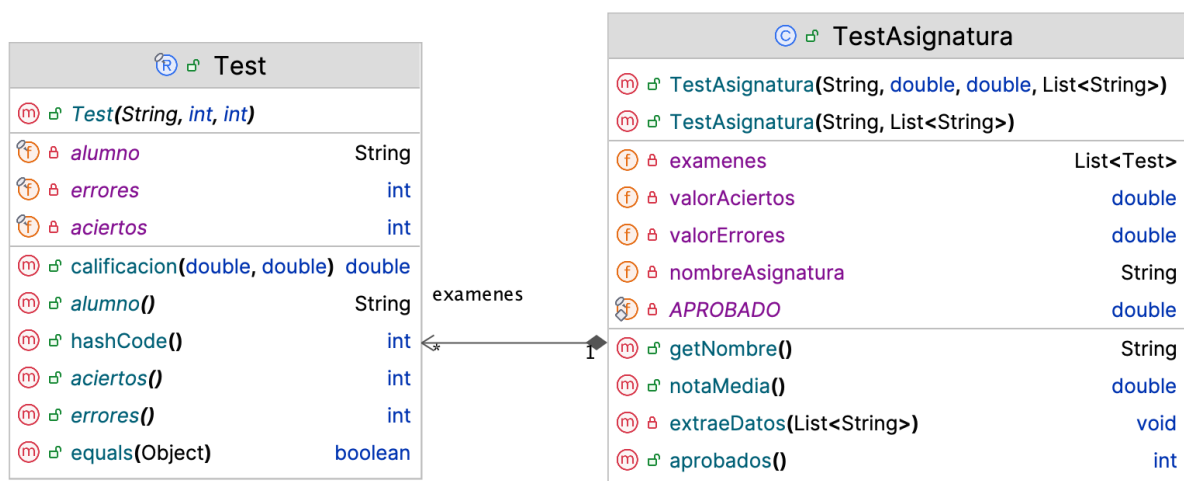 Test
Test(String, int, int)
alumno String
errores int
aciertos int
calificacion(double, double) double
alumno() String
hashCode() int
aciertos() int
errores() int
equals(Object) boolean
examenes
*
1
TestAsignatura
TestAsignatura(String, double, double, List<String>)
TestAsignatura(String, List<String>)
examenes List<Test>
valorAciertos double
valorErrores double
nombreAsignatura String
APROBADO double
getNombre() String
notaMedia() double
extraeDatos(List<String>) void
aprobados() int